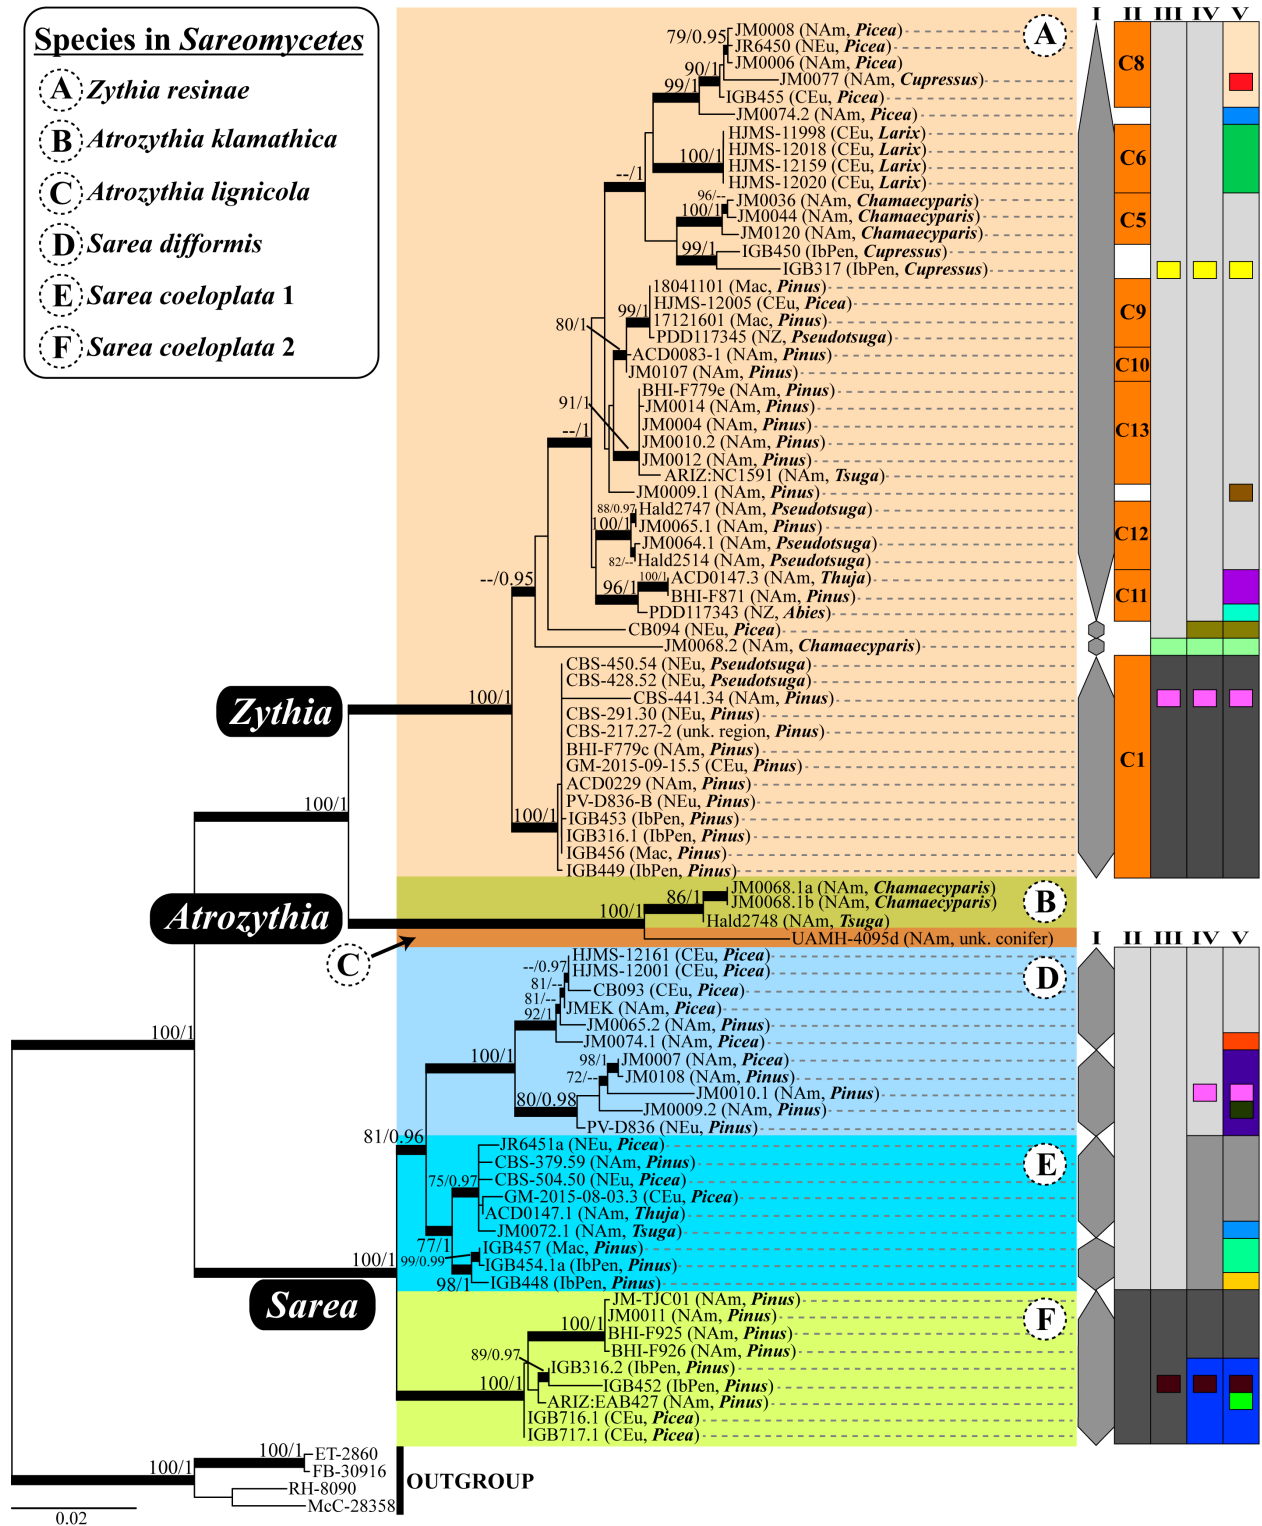 Species in Sareomycetes
A Zythia resinae
B Atrozythia klamathica
C Atrozythia lignicola
D Sarea difformis
E Sarea coeloplata 1
F Sarea coeloplata 2
A
I II III IV V
79/0.95 JM0008 (NAm, Picea)
JR6450 (NEu, Picea)
90/1 JM0006 (NAm, Picea)
JM0077 (NAm, Cupressus)
99/1 IGB455 (CEu, Picea)
JM0074.2 (NAm, Picea)
C8
HJMS-11998 (CEu, Larix)
HJMS-12018 (CEu, Larix)
100/1 HJMS-12159 (CEu, Larix)
HJMS-12020 (CEu, Larix)
C6
--/1
96/-- JM0036 (NAm, Chamaecyparis)
100/1 JM0044 (NAm, Chamaecyparis)
JM0120 (NAm, Chamaecyparis)
C5
99/1 IGB450 (IbPen, Cupressus)
IGB317 (IbPen, Cupressus)
18041101 (Mac, Pinus)
HJMS-12005 (CEu, Picea)
99/1 17121601 (Mac, Pinus)
80/1 PDD117345 (NZ, Pseudotsuga)
C9
ACD0083-1 (NAm, Pinus)
JM0107 (NAm, Pinus)
C10
BHI-F779e (NAm, Pinus)
91/1 JM0014 (NAm, Pinus)
JM0004 (NAm, Pinus)
--/1 JM0010.2 (NAm, Pinus)
JM0012 (NAm, Pinus)
ARIZ:NC1591 (NAm, Tsuga)
C13
JM0009.1 (NAm, Pinus)
88/0.97 Hald2747 (NAm, Pseudotsuga)
100/1 JM0065.1 (NAm, Pinus)
JM0064.1 (NAm, Pseudotsuga)
82/-- Hald2514 (NAm, Pseudotsuga)
C12
--/0.95
100/1 ACD0147.3 (NAm, Thuja)
96/1 BHI-F871 (NAm, Pinus)
PDD117343 (NZ, Abies)
C11
CB094 (NEu, Picea)
JM0068.2 (NAm, Chamaecyparis)
CBS-450.54 (NEu, Pseudotsuga)
CBS-428.52 (NEu, Pseudotsuga)
Zythia 100/1 CBS-441.34 (NAm, Pinus)
CBS-291.30 (NEu, Pinus)
CBS-217.27-2 (unk. region, Pinus)
BHI-F779c (NAm, Pinus)
GM-2015-09-15.5 (CEu, Pinus)
C1
ACD0229 (NAm, Pinus)
100/1 PV-D836-B (NEu, Pinus)
100/1 IGB453 (IbPen, Pinus)
IGB316.1 (IbPen, Pinus)
IGB456 (Mac, Pinus)
IGB449 (IbPen, Pinus)
86/1 JM0068.1a (NAm, Chamaecyparis)
JM0068.1b (NAm, Chamaecyparis)
B
Atrozythia 100/1 Hald2748 (NAm, Tsuga)
UAMH-4095d (NAm, unk. conifer)
I II III IV V
C
HJMS-12161 (CEu, Picea)
--/0.97 HJMS-12001 (CEu, Picea)
D
81/-- CB093 (CEu, Picea)
81/-- JMEK (NAm, Picea)
92/1 JM0065.2 (NAm, Pinus)
100/1 JM0074.1 (NAm, Picea)
100/1 98/1 JM0007 (NAm, Picea)
72/-- JM0108 (NAm, Pinus)
80/0.98 JM0010.1 (NAm, Pinus)
JM0009.2 (NAm, Pinus)
PV-D836 (NEu, Pinus)
81/0.96 JR6451a (NEu, Picea)
CBS-379.59 (NAm, Pinus)
E
75/0.97 CBS-504.50 (NEu, Picea)
GM-2015-08-03.3 (CEu, Picea)
ACD0147.1 (NAm, Thuja)
JM0072.1 (NAm, Tsuga)
77/1 IGB457 (Mac, Pinus)
100/1 99/0.99 IGB454.1a (IbPen, Pinus)
98/1 IGB448 (IbPen, Pinus)
Sarea
JM-TJC01 (NAm, Pinus)
JM0011 (NAm, Pinus)
F
100/1 BHI-F925 (NAm, Pinus)
BHI-F926 (NAm, Pinus)
89/0.97 IGB316.2 (IbPen, Pinus)
100/1 IGB452 (IbPen, Pinus)
ARIZ:EAB427 (NAm, Pinus)
IGB716.1 (CEu, Picea)
IGB717.1 (CEu, Picea)
100/1 ET-2860
100/1 FB-30916
RH-8090
McC-28358
OUTGROUP
0.02